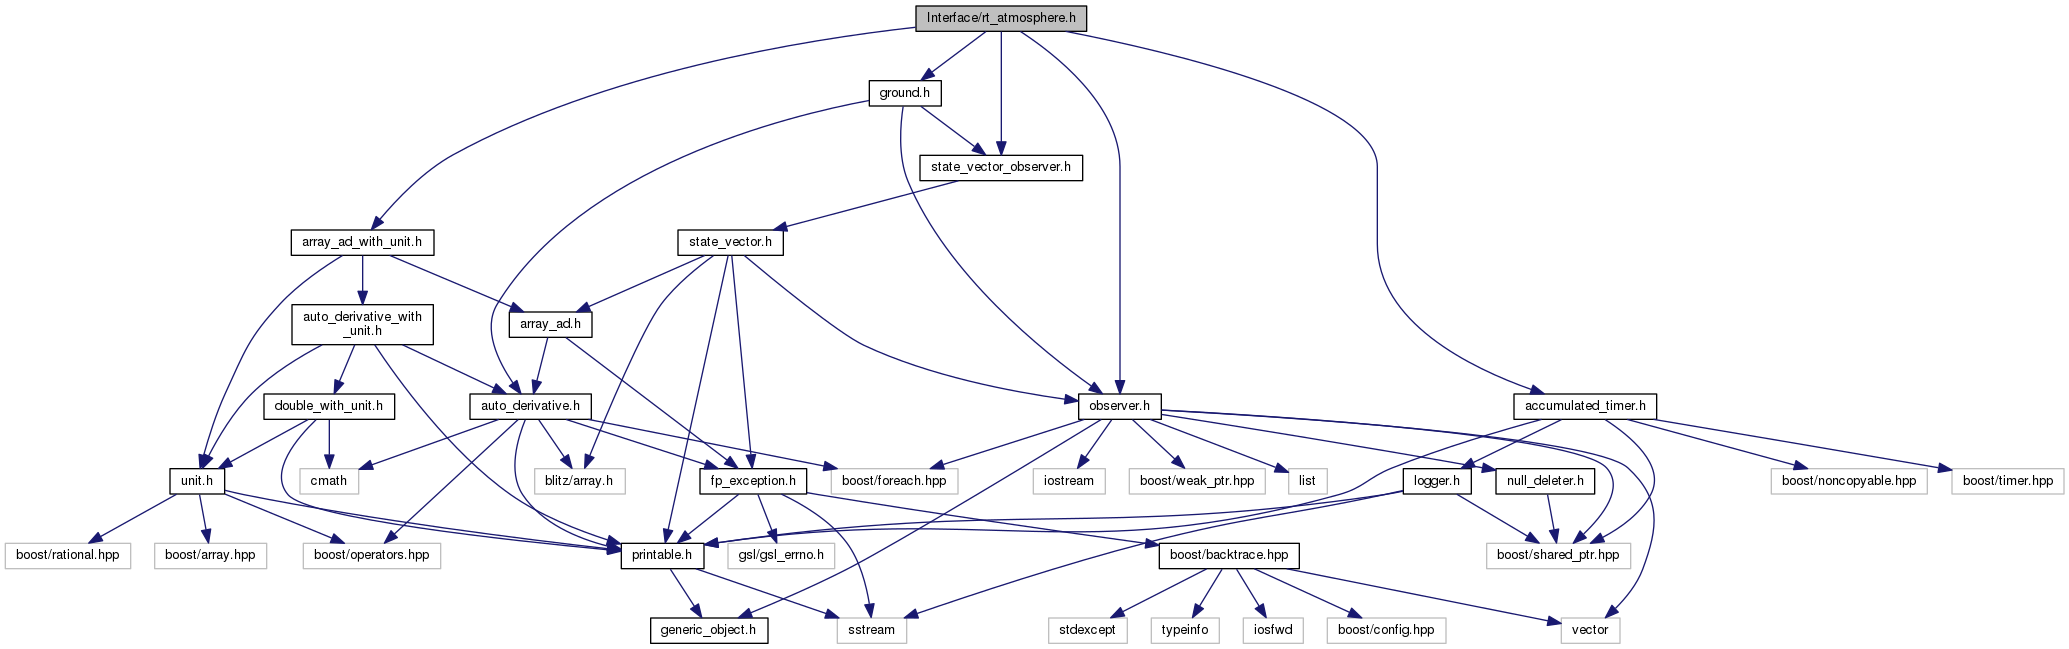 Interface/rt_atmosphere.h
ground.h
state_vector_observer.h
array_ad_with_unit.h
state_vector.h
auto_derivative_with
_unit.h
array_ad.h
double_with_unit.h
auto_derivative.h
observer.h
accumulated_timer.h
unit.h
cmath
blitz/array.h
fp_exception.h
boost/foreach.hpp
iostream
boost/weak_ptr.hpp
list
logger.h
null_deleter.h
boost/noncopyable.hpp
boost/timer.hpp
boost/rational.hpp
boost/array.hpp
boost/operators.hpp
printable.h
gsl/gsl_errno.h
boost/backtrace.hpp
boost/shared_ptr.hpp
generic_object.h
sstream
stdexcept
typeinfo
iosfwd
boost/config.hpp
vector